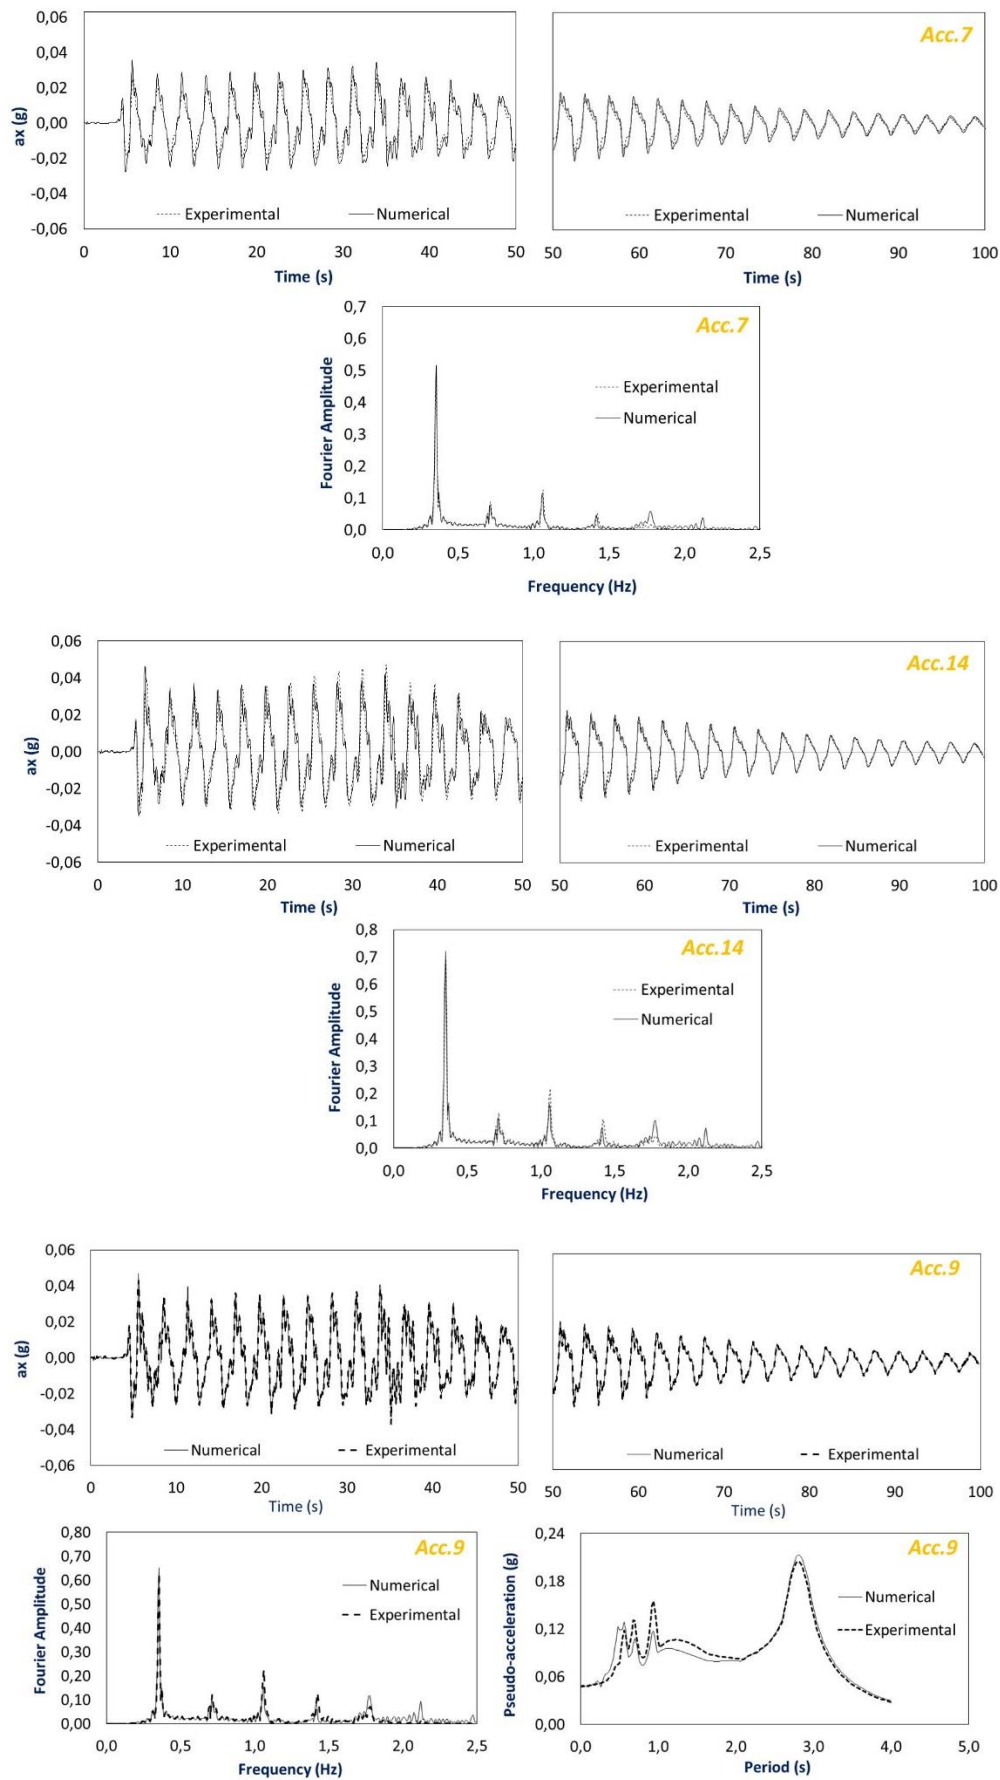 0,06
0,04
0,02
0,00
-0,02
-0,04
-0,06
ax (g)
Experimental
Numerical
0 10 20 30 40 50
Time (s)
Acc.7
Experimental
Numerical
50 60 70 80 90 100
Time (s)
0,7
0,6
0,5
0,4
0,3
0,2
0,1
0,0
Fourier Amplitude
Acc.7
Experimental
Numerical
0,0 0,5 1,0 1,5 2,0 2,5
Frequency (Hz)
0,06
0,04
0,02
0,00
-0,02
-0,04
-0,06
ax (g)
Experimental
Numerical
0 10 20 30 40 50
Time (s)
Acc.14
Experimental
Numerical
50 60 70 80 90 100
Time (s)
0,8
0,7
0,6
0,5
0,4
0,3
0,2
0,1
0,0
Fourier Amplitude
Acc.14
Experimental
Numerical
0,0 0,5 1,0 1,5 2,0 2,5
Frequency (Hz)
0,06
0,04
0,02
0,00
-0,02
-0,04
-0,06
ax (g)
Numerical
Experimental
0 10 20 30 40 50
Time (s)
Acc.9
Numerical
Experimental
50 60 70 80 90 100
Time (s)
0,80
0,70
0,60
0,50
0,40
0,30
0,20
0,10
0,00
Fourier Amplitude
Acc.9
Numerical
Experimental
0,0 0,5 1,0 1,5 2,0 2,5
Frequency (Hz)
0,24
0,18
0,12
0,06
0,00
Pseudo-acceleration (g)
Acc.9
Numerical
Experimental
0,0 1,0 2,0 3,0 4,0 5,0
Period (s)